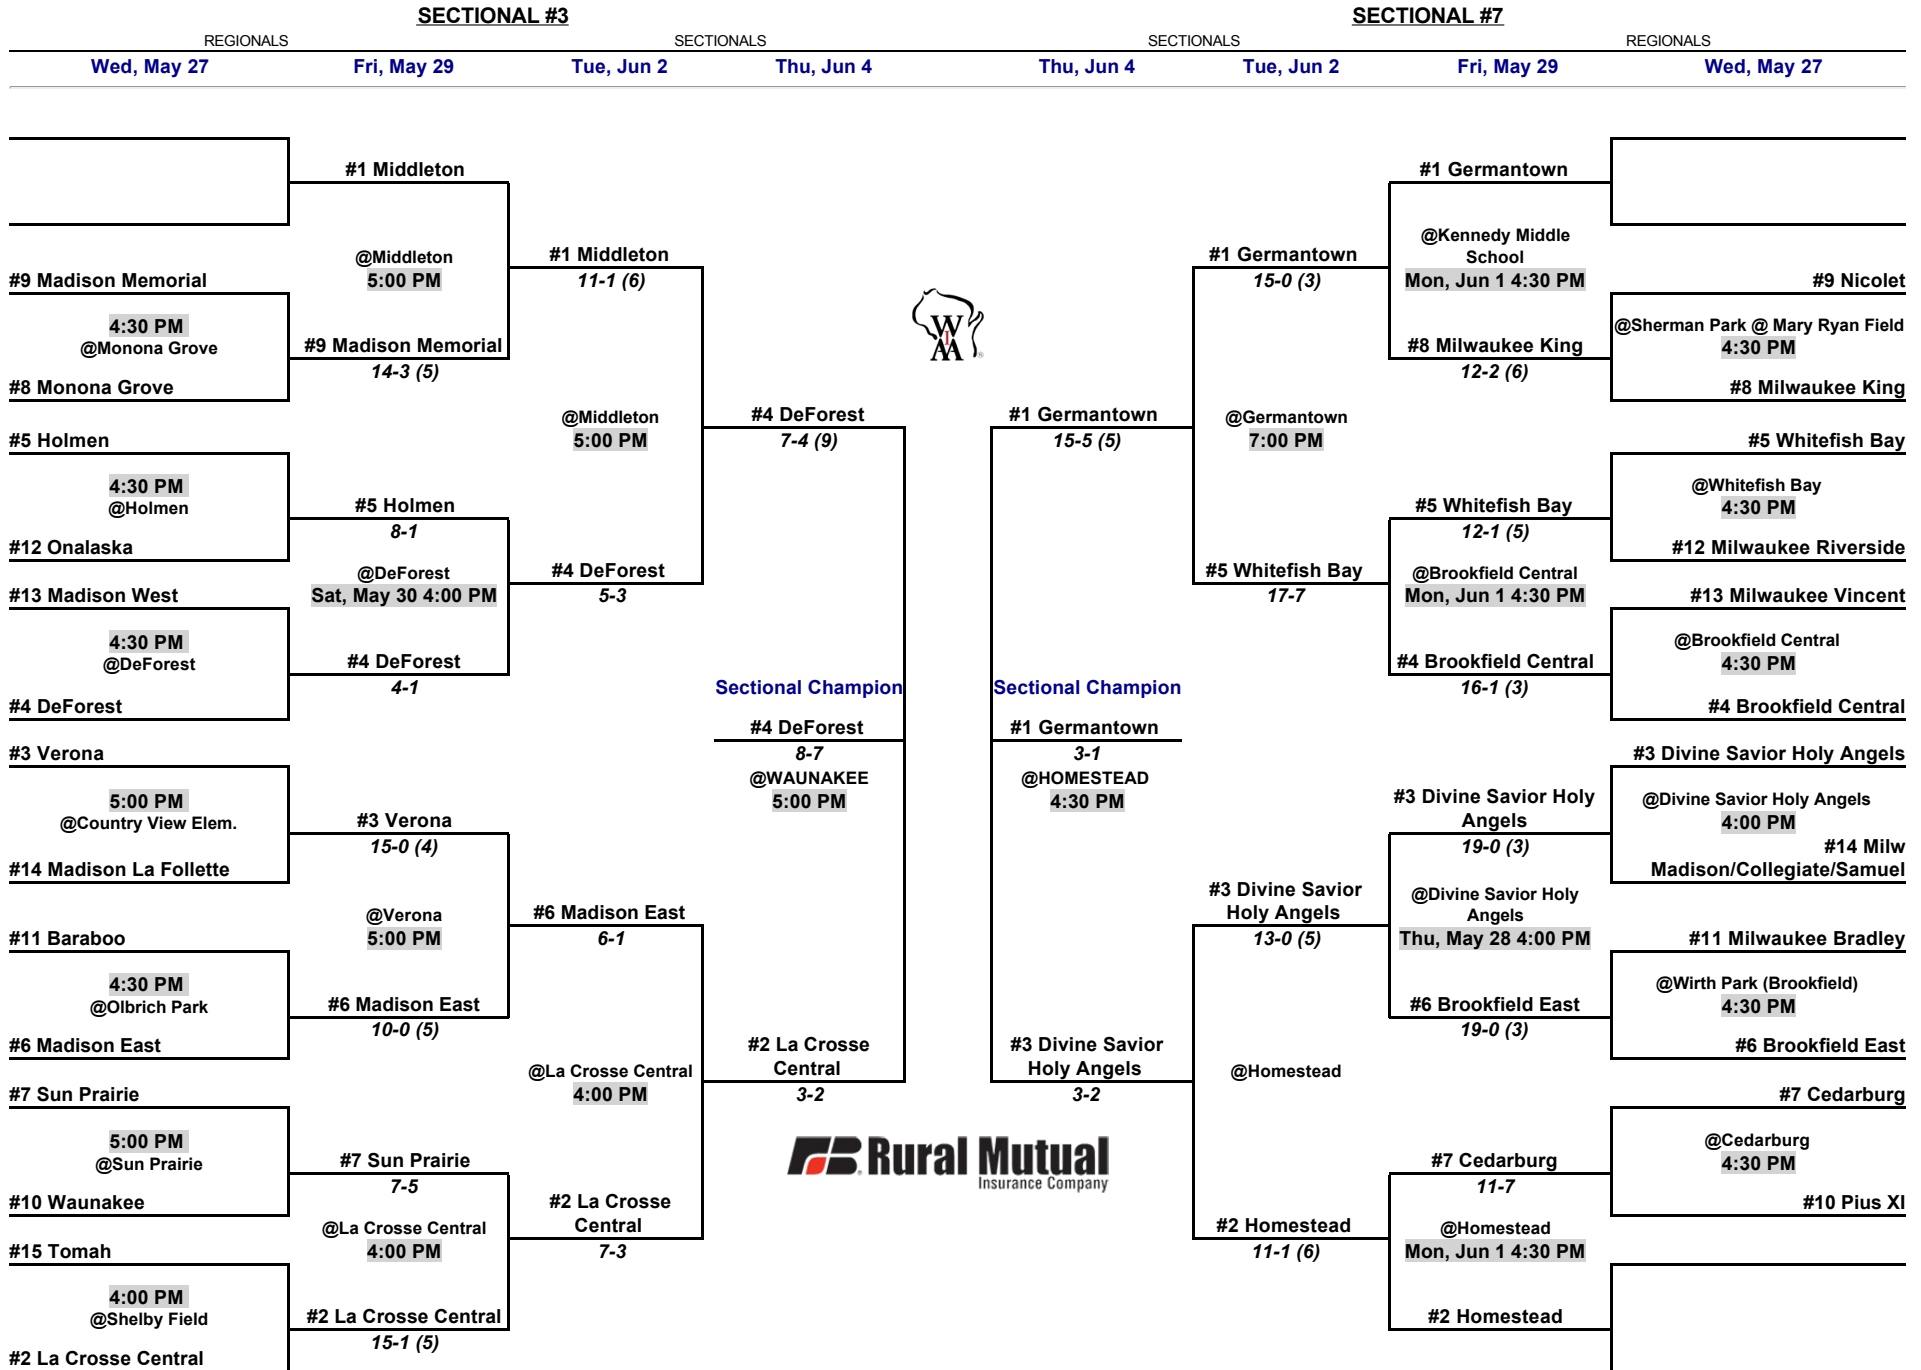 SECTIONAL #3
SECTIONAL #7
REGIONALS
SECTIONALS
SECTIONALS
REGIONALS
Wed, May 27
Fri, May 29
Tue, Jun 2
Thu, Jun 4
Thu, Jun 4
Tue, Jun 2
Fri, May 29
Wed, May 27
#9 Madison Memorial
4:30 PM
@Monona Grove
#8 Monona Grove
#5 Holmen
4:30 PM
@Holmen
#12 Onalaska
#13 Madison West
4:30 PM
@DeForest
#4 DeForest
#3 Verona
5:00 PM
@Country View Elem.
#14 Madison La Follette
#11 Baraboo
4:30 PM
@Olbrich Park
#6 Madison East
#7 Sun Prairie
5:00 PM
@Sun Prairie
#10 Waunakee
#15 Tomah
4:00 PM
@Shelby Field
#2 La Crosse Central
#1 Middleton
@Middleton
5:00 PM
#9 Madison Memorial
14-3 (5)
#5 Holmen
8-1
@DeForest
Sat, May 30 4:00 PM
#4 DeForest
4-1
#3 Verona
15-0 (4)
@Verona
5:00 PM
#6 Madison East
10-0 (5)
#7 Sun Prairie
7-5
@La Crosse Central
4:00 PM
#2 La Crosse Central
15-1 (5)
#1 Middleton
11-1 (6)
@Middleton
5:00 PM
#4 DeForest
5-3
#6 Madison East
6-1
@La Crosse Central
4:00 PM
#2 La Crosse
Central
7-3
#4 DeForest
7-4 (9)
Sectional Champion
#4 DeForest
8-7
@WAUNAKEE
5:00 PM
#2 La Crosse
Central
3-2
WIAA
Rural Mutual
Insurance Company
#1 Germantown
15-5 (5)
Sectional Champion
#1 Germantown
3-1
@HOMESTEAD
4:30 PM
#3 Divine Savior
Holy Angels
3-2
#1 Germantown
15-0 (3)
@Germantown
7:00 PM
#5 Whitefish Bay
17-7
#3 Divine Savior
Holy Angels
13-0 (5)
@Homestead
#2 Homestead
11-1 (6)
#1 Germantown
@Kennedy Middle
School
Mon, Jun 1 4:30 PM
#8 Milwaukee King
12-2 (6)
#5 Whitefish Bay
12-1 (5)
@Brookfield Central
Mon, Jun 1 4:30 PM
#4 Brookfield Central
16-1 (3)
#3 Divine Savior Holy
Angels
19-0 (3)
@Divine Savior Holy
Angels
Thu, May 28 4:00 PM
#6 Brookfield East
19-0 (3)
#7 Cedarburg
11-7
@Homestead
Mon, Jun 1 4:30 PM
#2 Homestead
#9 Nicolet
@Sherman Park @ Mary Ryan Field
4:30 PM
#8 Milwaukee King
#5 Whitefish Bay
@Whitefish Bay
4:30 PM
#12 Milwaukee Riverside
#13 Milwaukee Vincent
@Brookfield Central
4:30 PM
#4 Brookfield Central
#3 Divine Savior Holy Angels
@Divine Savior Holy Angels
4:00 PM
#14 Milw
Madison/Collegiate/Samuel
#11 Milwaukee Bradley
@Wirth Park (Brookfield)
4:30 PM
#6 Brookfield East
#7 Cedarburg
@Cedarburg
4:30 PM
#10 Pius XI